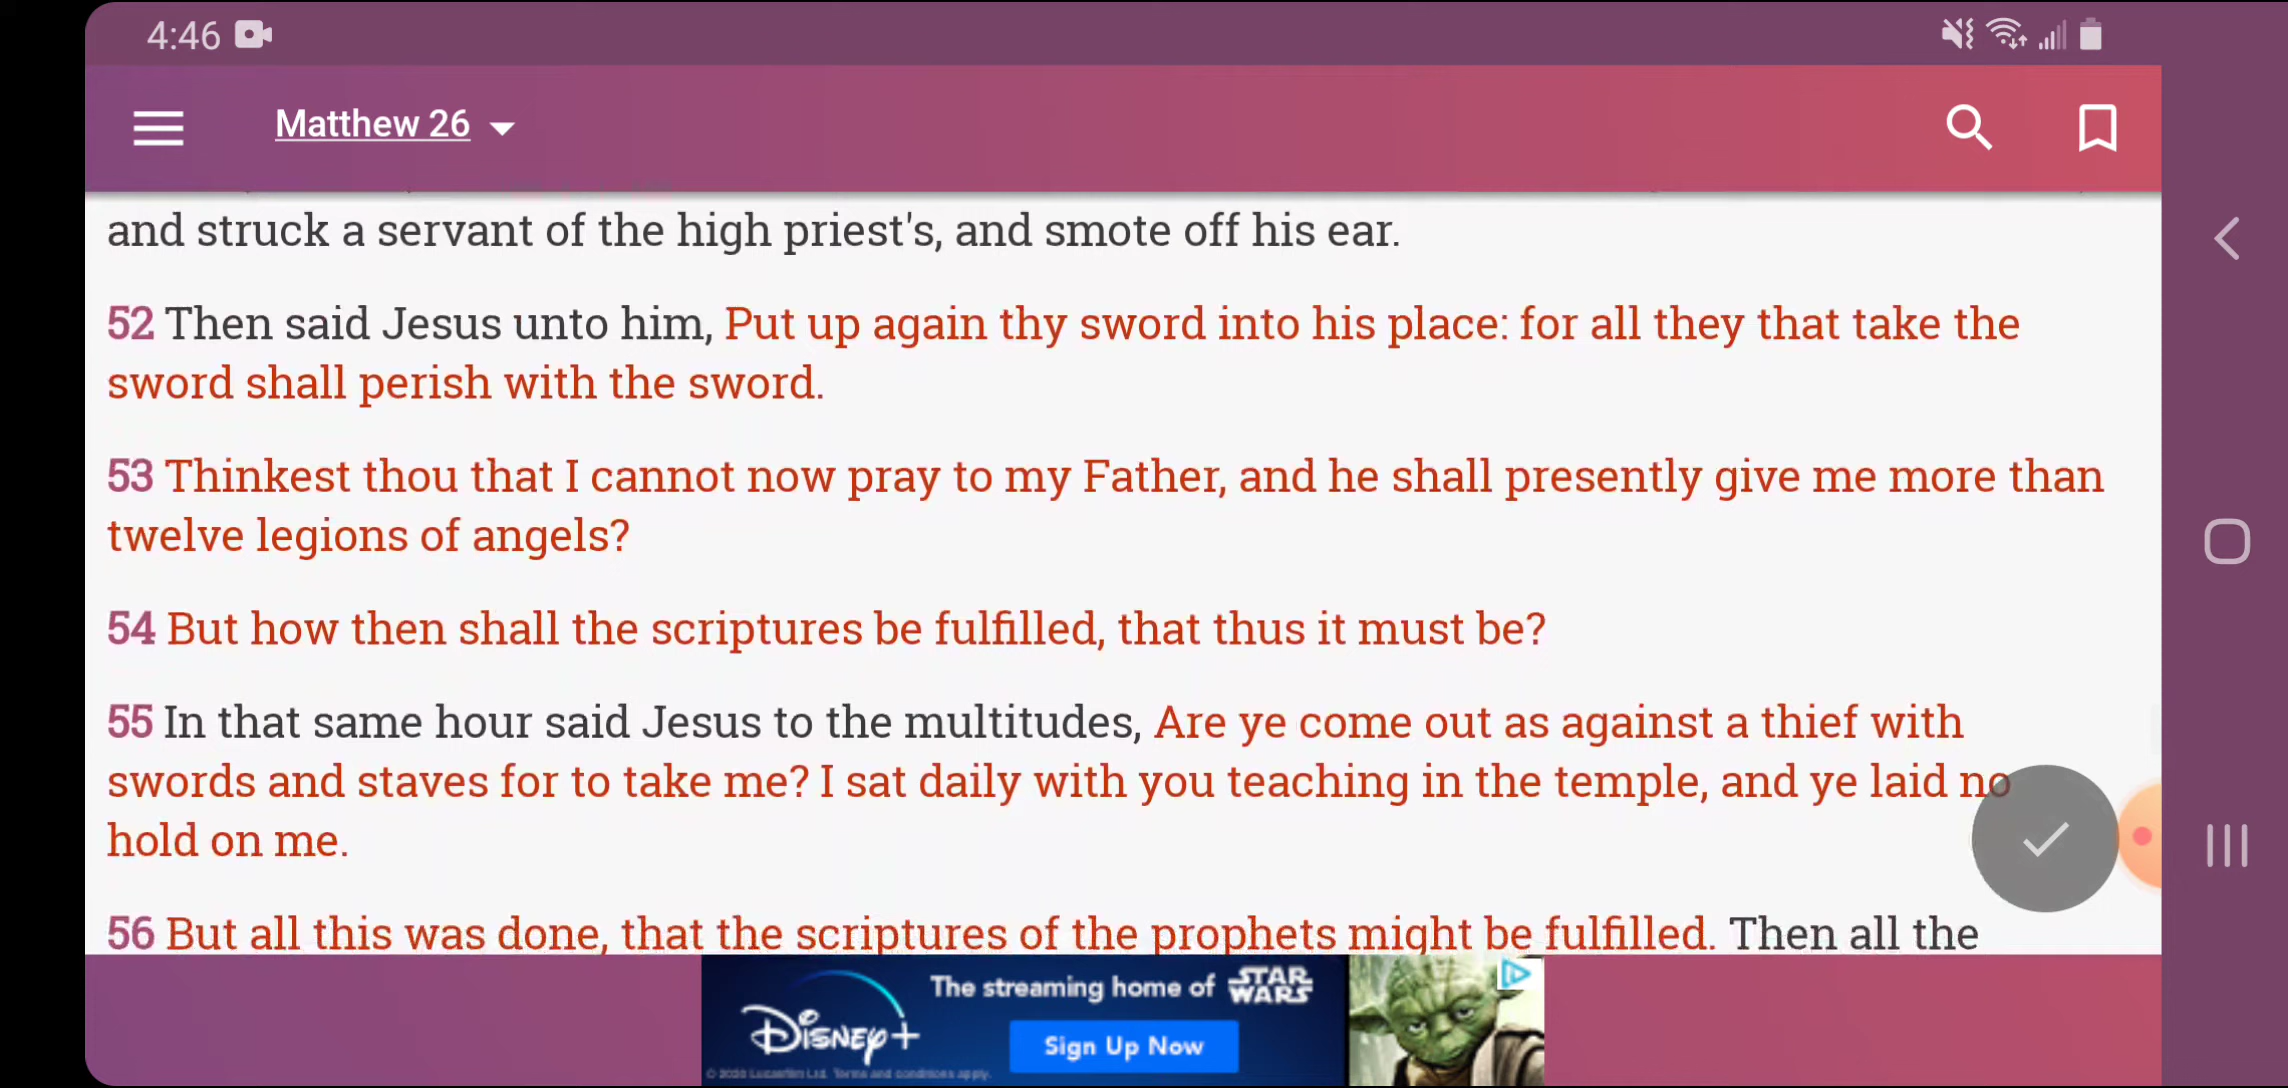 4:46
Matthew 26
and struck a servant of the high priest's, and smote off his ear.
52 Then said Jesus unto him, Put up again thy sword into his place: for all they that take the
sword shall perish with the sword.
53 Thinkest thou that I cannot now pray to my Father, and he shall presently give me more than
twelve legions of angels?
54 But how then shall the scriptures be fulfilled, that thus it must be?
55 In that same hour said Jesus to the multitudes, Are ye come out as against a thief with
swords and staves for to take me? I sat daily with you teaching in the temple, and ye laid no
hold on me.
56 But all this was done, that the scriptures of the prophets might be fulfilled. Then all the
The streaming home of STAR WARS
Disney+
Sign Up Now
© 2020 Lucasfilm Ltd. Terms and conditions apply.